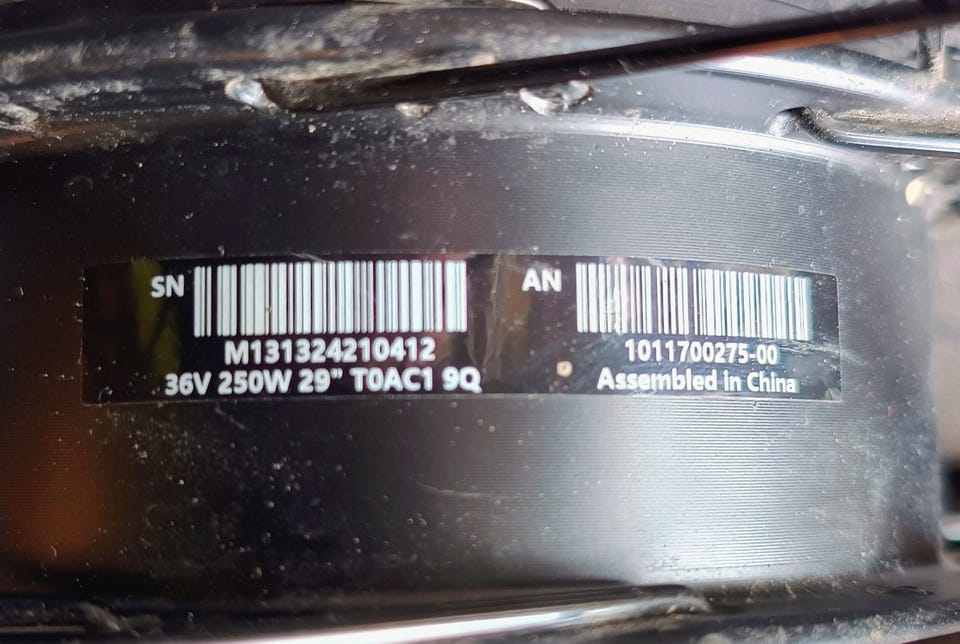 SN
M131324210412
36V 250W 29" T0AC1 9Q
AN
1011700275-00
Assembled in China